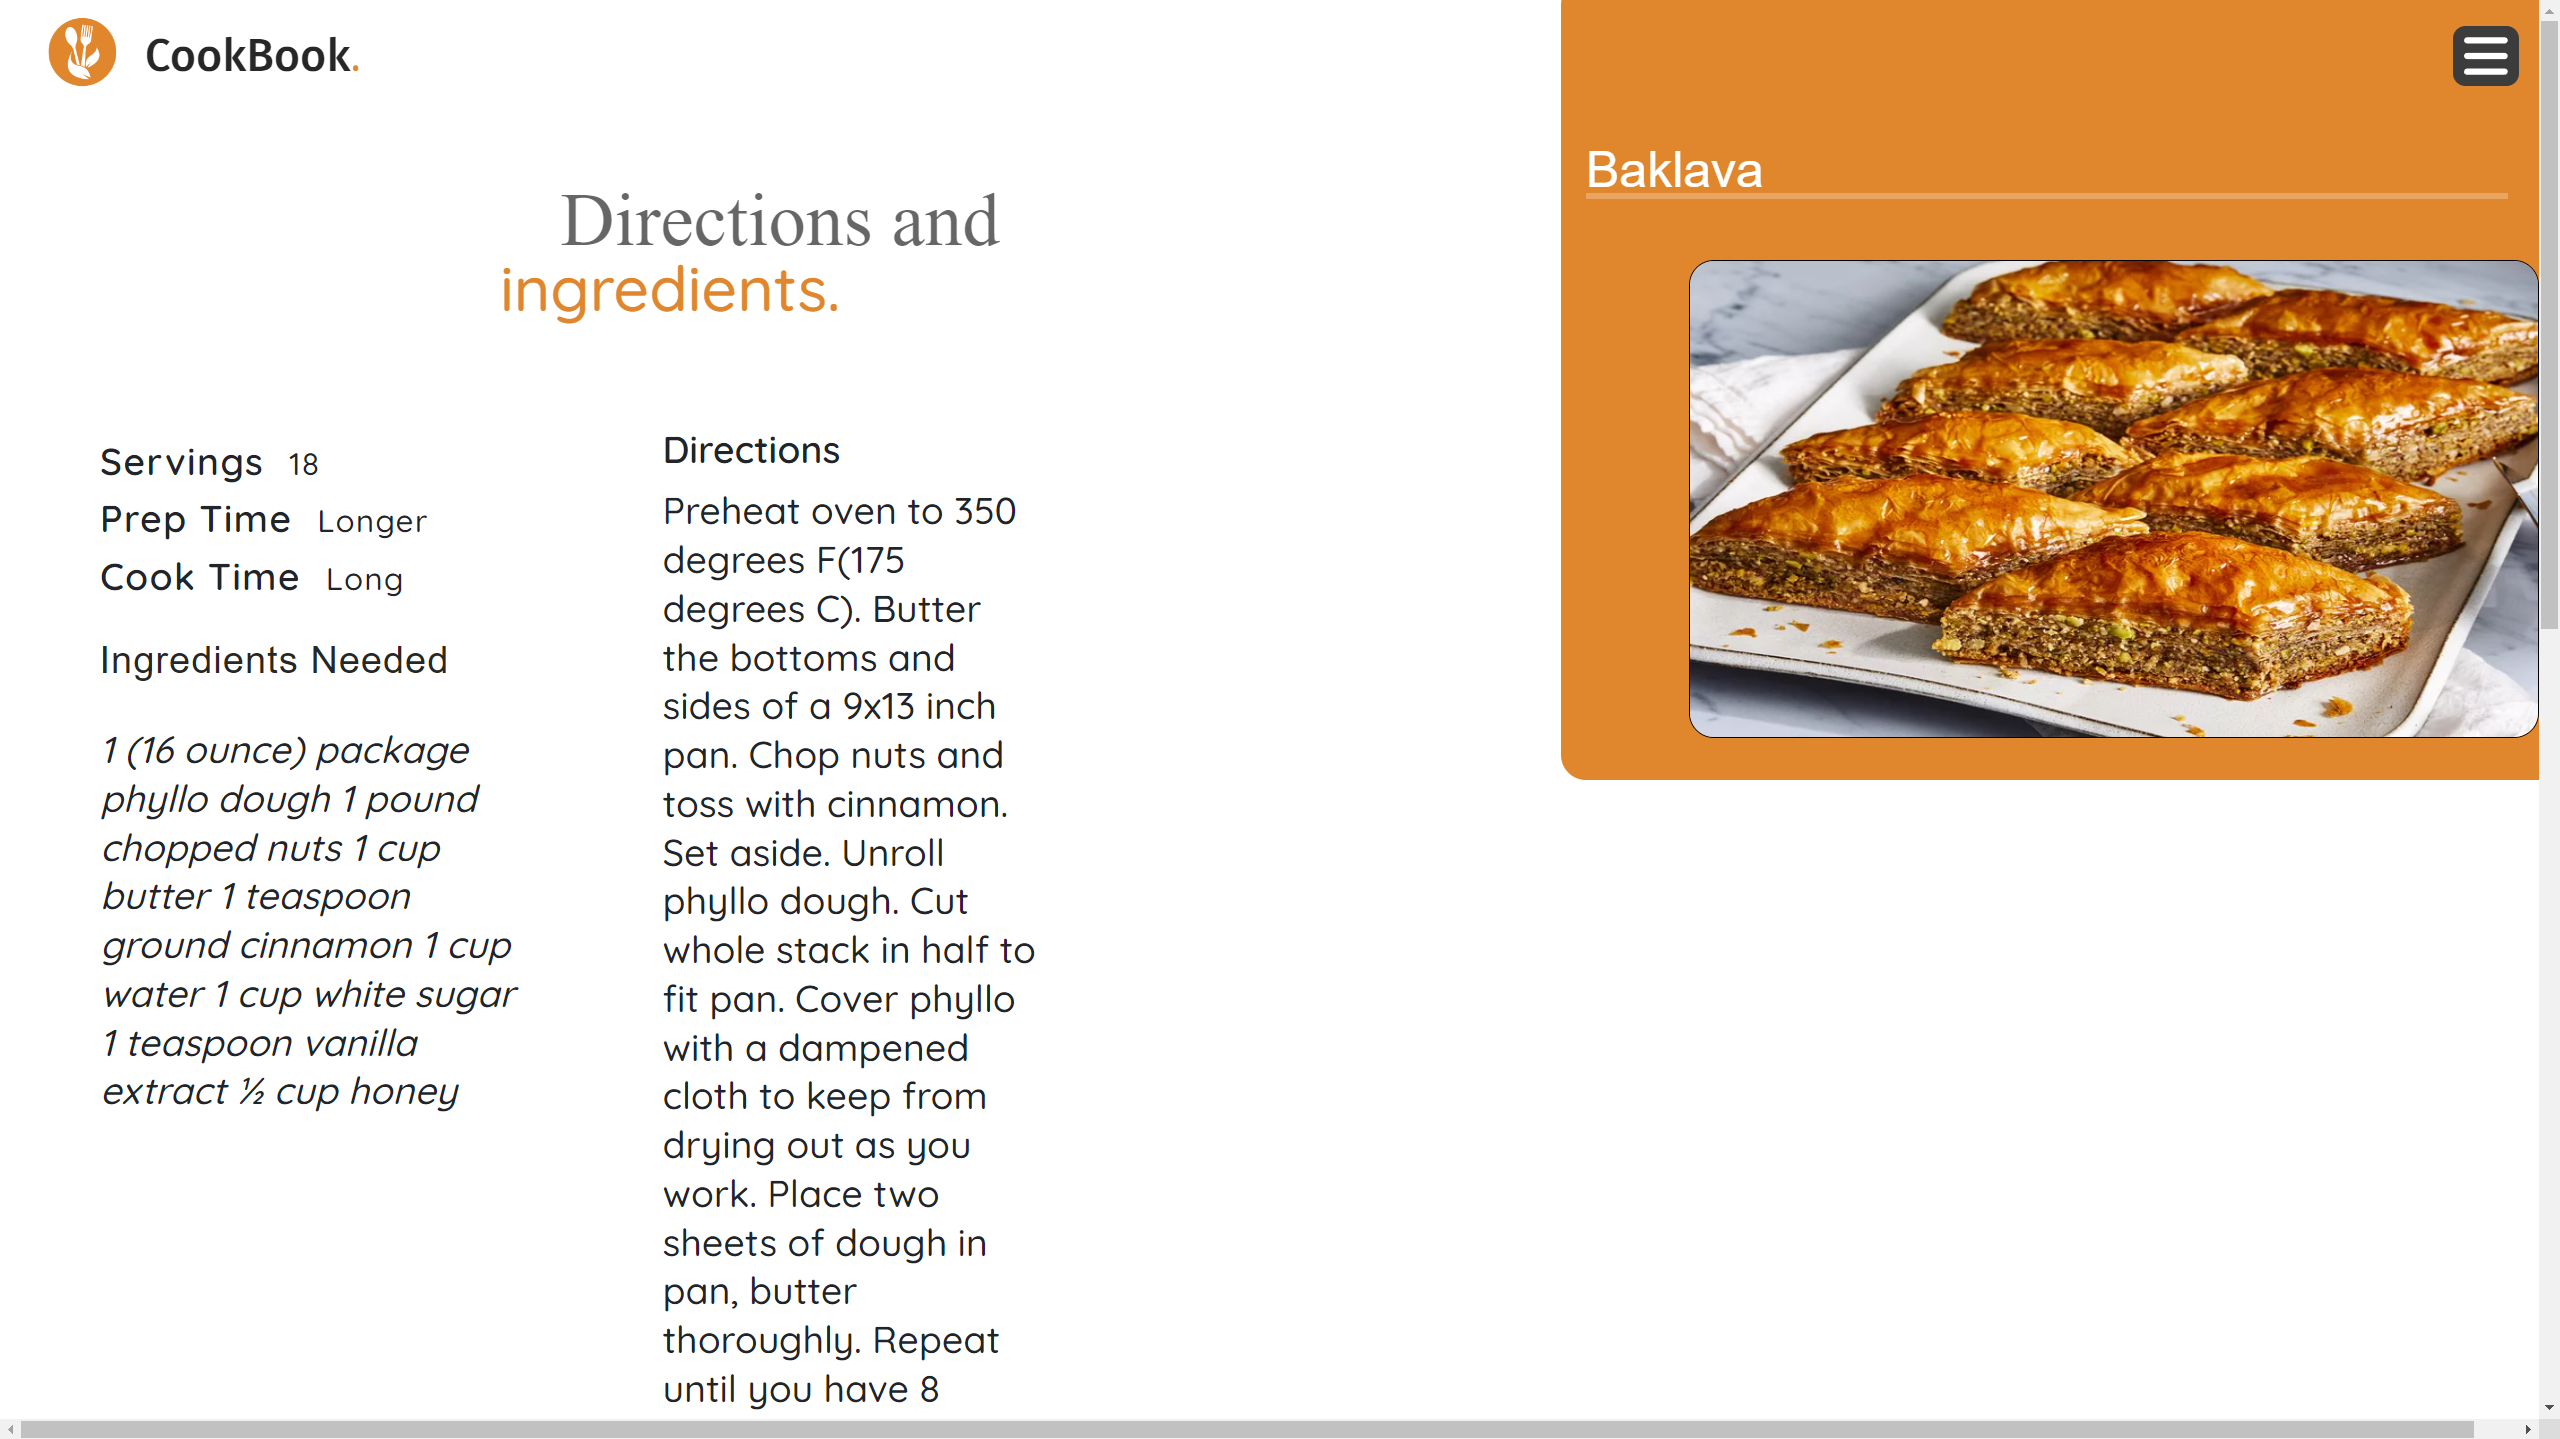 CookBook.
Baklava
Directions and
ingredients.
Servings 18
Prep Time Longer
Cook Time Long
Ingredients Needed
1 (16 ounce) package
phyllo dough 1 pound
chopped nuts 1 cup
butter 1 teaspoon
ground cinnamon 1 cup
water 1 cup white sugar
1 teaspoon vanilla
extract ½ cup honey
Directions
Preheat oven to 350
degrees F(175
degrees C). Butter
the bottoms and
sides of a 9x13 inch
pan. Chop nuts and
toss with cinnamon.
Set aside. Unroll
phyllo dough. Cut
whole stack in half to
fit pan. Cover phyllo
with a dampened
cloth to keep from
drying out as you
work. Place two
sheets of dough in
pan, butter
thoroughly. Repeat
until you have 8